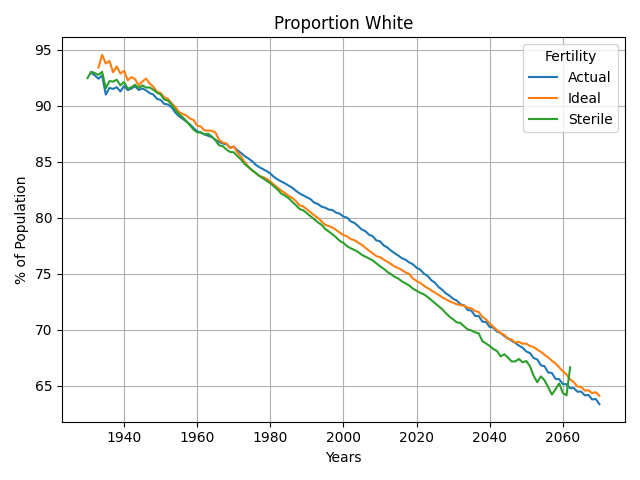 Proportion White
Fertility
Actual
Ideal
Sterile
% of Population
95
90
85
80
75
70
65
1940
1960
1980
2000
2020
2040
2060
Years